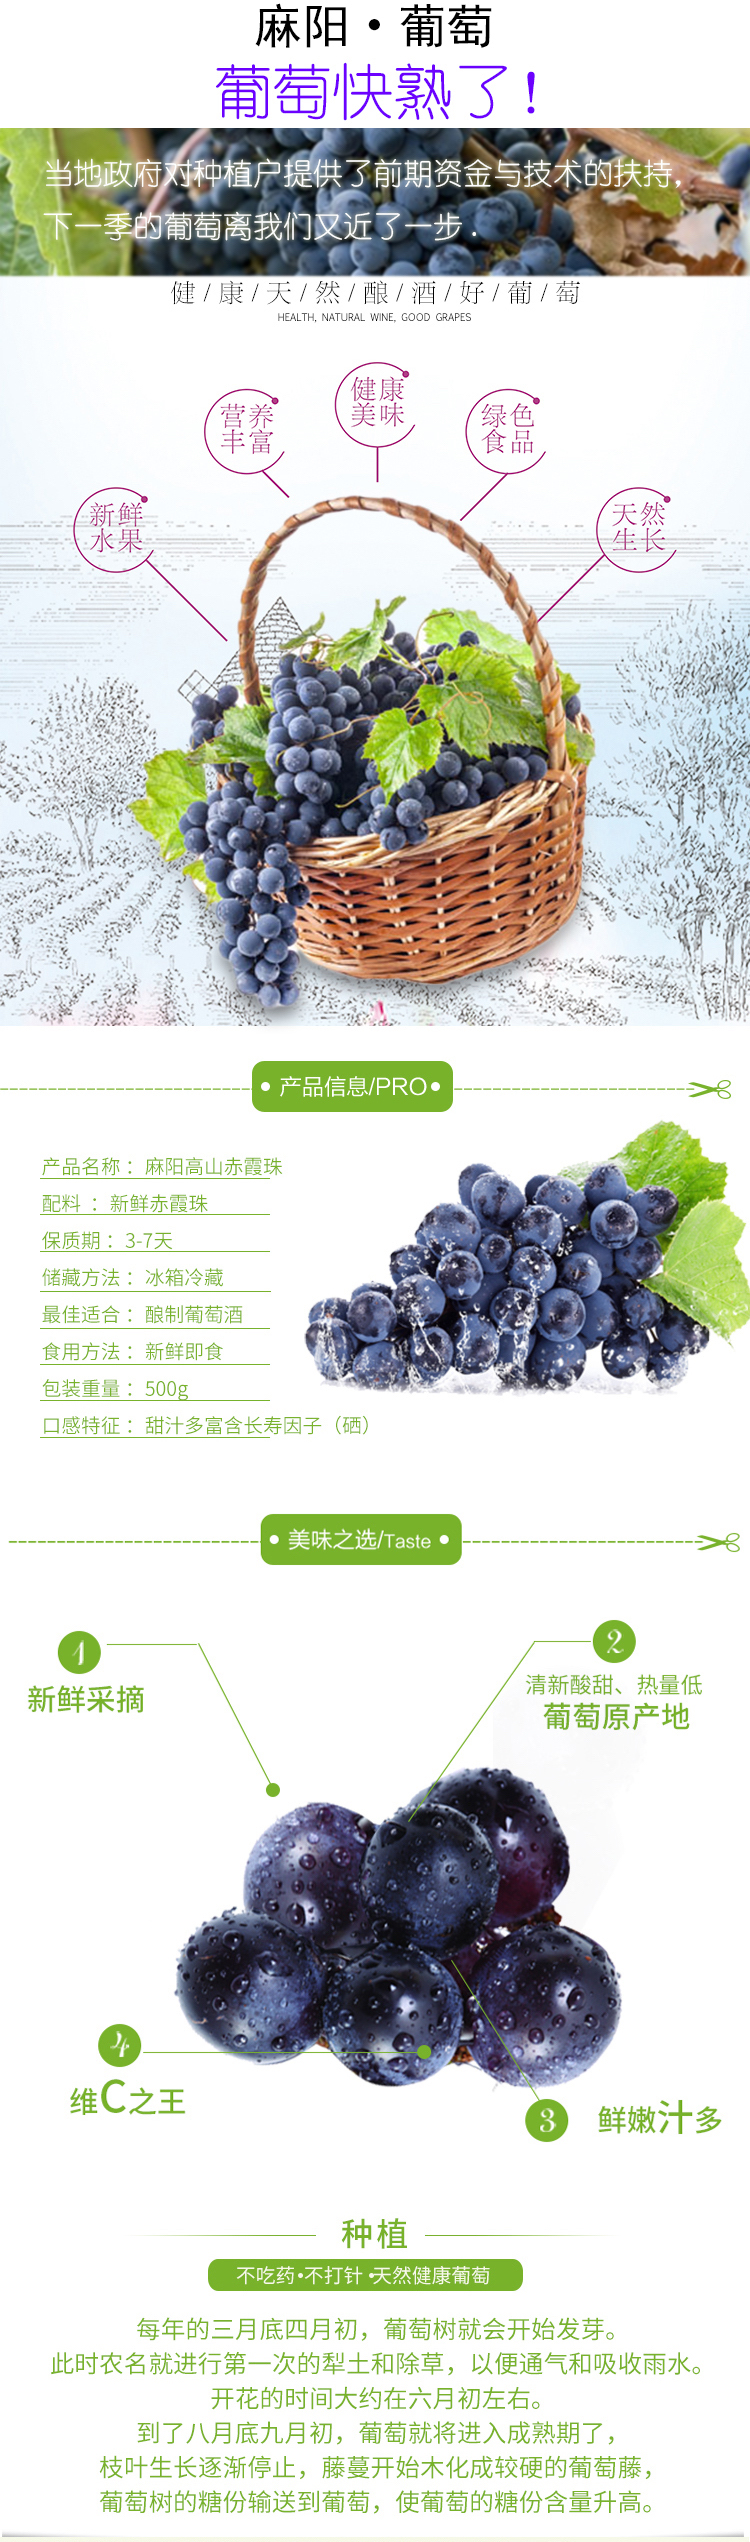 麻阳·葡萄
葡萄快熟了!
当地政府对种植户提供了前期资金与技术的扶持,
下一季的葡萄离我们又近了一步.
健/康/天/然/酿/酒/好/葡/萄
HEALTH, NATURAL WINE, GOOD GRAPES
健康
美味
营养
丰富
绿色
食品
新鲜
水果
天然
生长
产品信息/PRO
产品名称：麻阳高山赤霞珠
配料 ：新鲜赤霞珠
保质期：3-7天
储藏方法：冰箱冷藏
最佳适合：酿制葡萄酒
食用方法：新鲜即食
包装重量：500g
口感特征：甜汁多富含长寿因子（硒）
美味之选/Taste
1
新鲜采摘
2
清新酸甜、热量低
葡萄原产地
4
维C之王
3
鲜嫩汁多
种植
不吃药·不打针·天然健康葡萄
每年的三月底四月初，葡萄树就会开始发芽。
此时农名就进行第一次的犁土和除草，以便通气和吸收雨水。
开花的时间大约在六月初左右。
到了八月底九月初，葡萄就将进入成熟期了，
枝叶生长逐渐停止，藤蔓开始木化成较硬的葡萄藤，
葡萄树的糖份输送到葡萄，使葡萄的糖份含量升高。